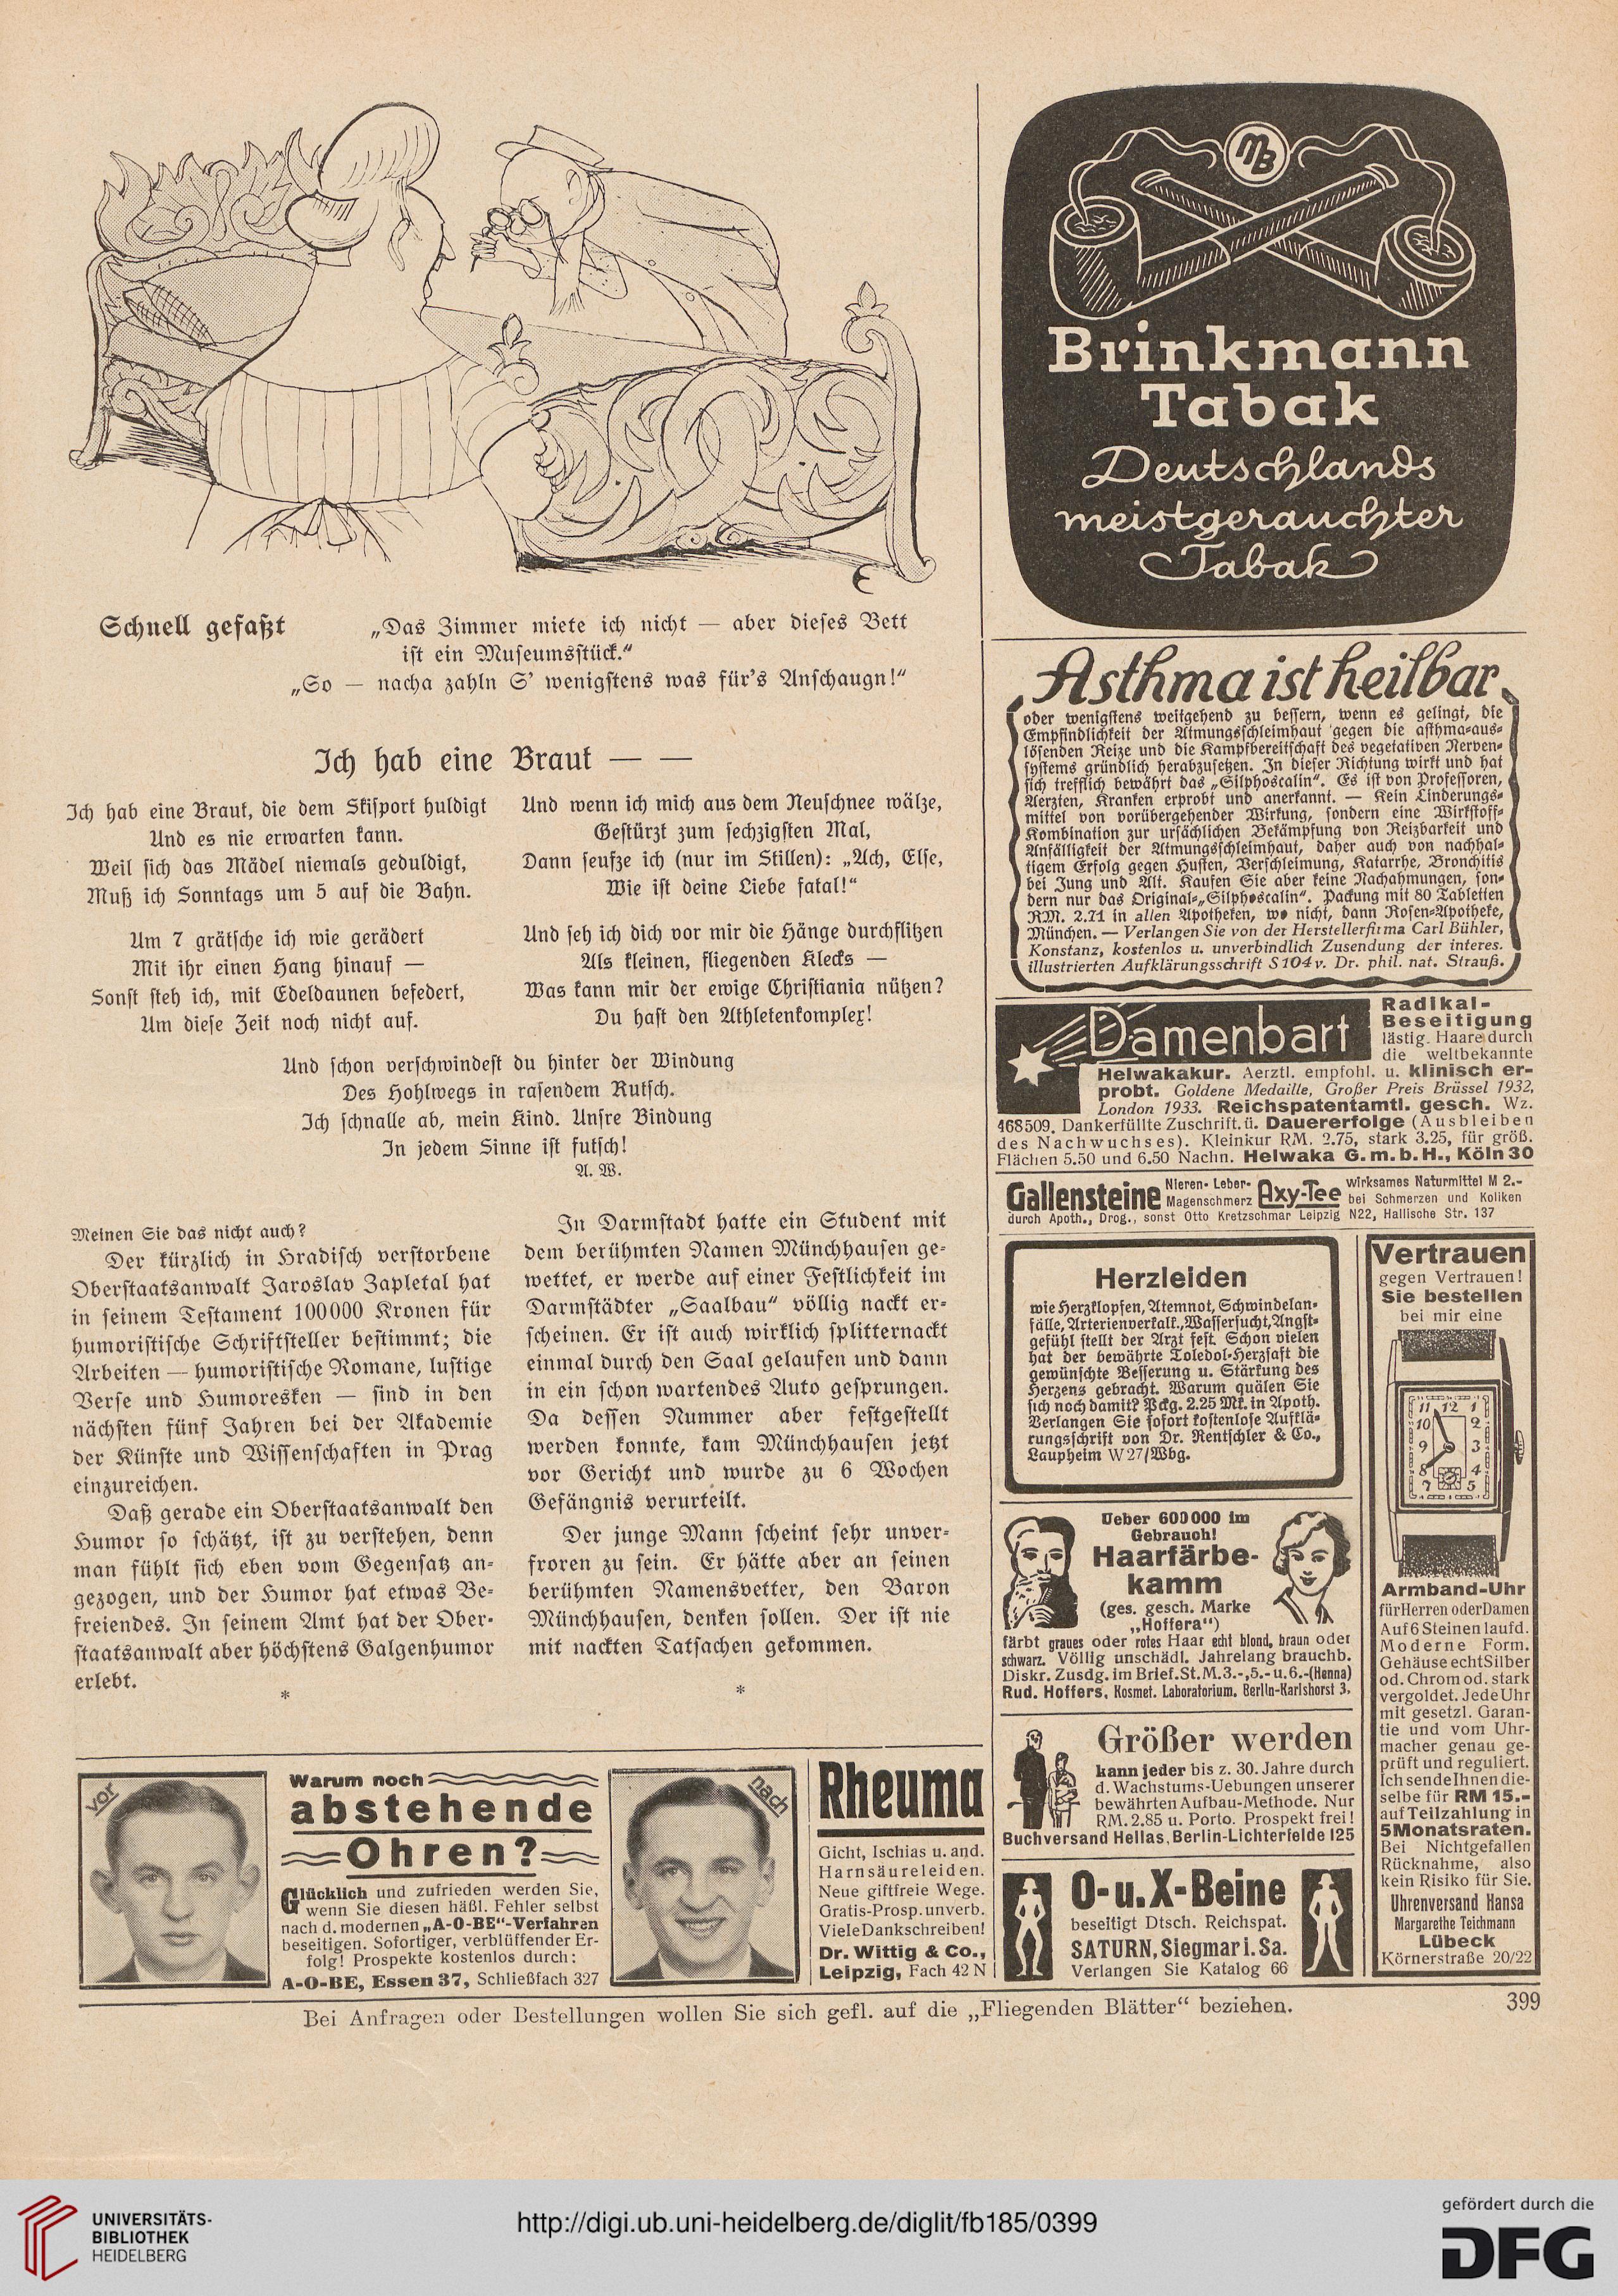 Schnell gefaßt
„Das Zimmer miete ich nicht — aber dieses Bett
ist ein Museumsstück.“
„So — nacha zahln S' wenigstens was für's Anschaugn!“
Ich hab eine Braut — —
Ich hab eine Braut, die dem Skisport huldigt
Und es nie erwarten kann.
Weil sich das Mädel niemals geduldigt,
Muß ich Sonntags um 5 auf die Bahn.
Um 7 grätsche ich wie gerädert
Mit ihr einen Hang hinauf —
Sonst steh ich, mit Edeldaunen befedert,
Um diese Zeit noch nicht auf.
Und wenn ich mich aus dem Neuschnee wälze,
Gestürzt zum sechzigsten Mal,
Dann seufze ich (nur im Stillen): „Ach, Else,
Wie ist deine Liebe fatal!“
Und seh ich dich vor mir die Hänge durchflitzen
Als kleinen, fliegenden Klecks —
Was kann mir der ewige Christiania nützen?
Du hast den Athletenkomplex!
Und schon verschwindest du hinter der Windung
Des Hohlwegs in rasendem Rutsch.
Ich schnalle ab, mein Kind. Unsre Bindung
In jedem Sinne ist futsch!
A. W.
Meinen Sie das nicht auch?
Der kürzlich in Hradisch verstorbene
Oberstaatsanwalt Jaroslav Zapletal hat
in seinem Testament 100000 Kronen für
humoristische Schriftsteller bestimmt; die
Arbeiten — humoristische Romane, lustige
Verse und Humoresken — sind in den
nächsten fünf Jahren bei der Akademie
der Künste und Wissenschaften in Prag
einzureichen.
Daß gerade ein Oberstaatsanwalt den
Humor so schätzt, ist zu verstehen, denn
man fühlt sich eben vom Gegensatz an-
gezogen, und der Humor hat etwas Be-
freiendes. In seinem Amt hat der Ober-
staatsanwalt aber höchstens Galgenhumor
erlebt.
*
In Darmstadt hatte ein Student mit
dem berühmten Namen Münchhausen ge-
wettet, er werde auf einer Festlichkeit im
Darmstädter „Saalbau“ völlig nackt er-
scheinen. Er ist auch wirklich splitternackt
einmal durch den Saal gelaufen und dann
in ein schon wartendes Auto gesprungen.
Da dessen Nummer aber festgestellt
werden konnte, kam Münchhausen jetzt
vor Gericht und wurde zu 6 Wochen
Gefängnis verurteilt.
Der junge Mann scheint sehr unver-
froren zu sein. Er hätte aber an seinen
berühmten Namensvetter, den Baron
Münchhausen, denken sollen. Der ist nie
mit nackten Tatsachen gekommen.
*
vor
Warum noch
abstehende
Ohren?
Glücklich und zufrieden werden Sie,
wenn Sie diesen häßl. Fehler selbst
nach d. modernen „A-O-BE“-Verfahren
beseitigen. Sofortiger, verblüffender Er-
folg! Prospekte kostenlos durch:
A-O-BE, Essen 37, Schließfach 327
nach
Rheuma
Gicht, Ischias u. and.
Harnsäureleiden.
Neue giftfreie Wege.
Gratis-Prosp. unverb.
Viele Dankschreiben!
Dr. Wittig & Co.,
Leipzig, Fach 42 N
MB
Brinkmann
Tabak
Deutschlands
meistgerauchter
Tabak
Asthma ist heilbar
oder wenigstens weitgehend zu bessern, wenn es gelingt, die
Empfindlichkeit der Atmungsschleimhaut gegen die asthma-aus-
lösenden Reize und die Kampfbereitschaft des vegetativen Nerven-
systems gründlich herabzusetzen. In dieser Richtung wirkt und hat
sich trefflich bewährt das „Silphoscalin“. Es ist von Professoren,
Aerzten, Kranken erprobt und anerkannt. — Kein Linderungs-
mittel von vorübergehender Wirkung, sondern eine Wirkstoff-
Kombination zur ursächlichen Bekämpfung von Reizbarkeit und
Anfälligkeit der Atmungsschleimhaut, daher auch von nachhal-
tigem Erfolg gegen Husten, Verschleimung, Katarrhe, Bronchitis
bei Jung und Alt. Kaufen Sie aber keine Nachahmungen, son-
dern nur das Original-„Silphoscalin“. Packung mit 80 Tabletten
RM. 2.71 in allen Apotheken, wo nicht, dann Rosen-Apotheke,
München. — Verlangen Sie von der Herstellerfirma Carl Bühler,
Konstanz, kostenlos u. unverbindlich Zusendung der interes.
illustrierten Aufklärungsschrift S 104 v. Dr. phil. nat. Strauß.
Damenbart
Radikal-
Beseitigung
lästig. Haare durch
die weltbekannte
Helwakakur. Aerztl. empfohl. u. klinisch er-
probt. Goldene Medaille, Großer Preis Brüssel 1932,
London 1933. Reichspatentamtl. gesch. Wz.
468509. Dankerfüllte Zuschrift. ü. Dauererfolge (Ausbleiben
des Nachwuchses). Kleinkur RM. 2.75, stark 3.25, für größ.
Flächen 5.50 und 6.50 Nachn. Helwaka G.m.b.H., Köln 30
Gallensteine
Nieren- Leber-
Magenschmerz
Axy-Tee
wirksames Naturmittel M 2.-
bei Schmerzen und Koliken
durch Apoth., Drog., sonst Otto Kretzschmar Leipzig N22, Hallische Str. 137
Herzleiden
wie Herzklopfen, Atemnot, Schwindelan-
fälle, Arterienverkalk., Wassersucht, Angst-
gefühl stellt der Arzt fest. Schon vielen
hat der bewährte Toledol-Herzsaft die
gewünschte Besserung u. Stärkung des
Herzens gebracht. Warum quälen Sie
sich noch damit? Pckg. 2.25 Mk. in Apoth.
Verlangen Sie sofort kostenlose Aufklä-
rungsschrift von Dr. Rentschler & Co.,
Laupheim W 27/Wbg.
Ueber 600000 im
Gebrauch!
Haarfärbe-
kamm
(ges. gesch. Marke
„Hoffera“)
färbt graues oder rotes Haar echt blond, braun oder
schwarz. Völlig unschädl. Jahrelang brauchb.
Diskr. Zusdg. im Brief. St. M. 3.-, 5.- u. 6.-(Henna)
Rud. Hoffers, Kosmet. Laboratorium, Berlin-Karlshorst 3.
Größer werden
kann jeder bis z. 30. Jahre durch
d. Wachstums-Uebungen unserer
bewährten Aufbau-Methode. Nur
RM. 2.85 u. Porto. Prospekt frei!
Buchversand Hellas, Berlin-Lichterfelde 125
O- u. X-Beine
beseitigt Dtsch. Reichspat.
SATURN, Siegmar i. Sa.
Verlangen Sie Katalog 66
Vertrauen
gegen Vertrauen!
Sie bestellen
bei mir eine
11 12 1
10 2
9 3
8 4
7 5
Armband-Uhr
für Herren oder Damen
Auf 6 Steinen laufd.
Moderne Form.
Gehäuse echt Silber
od. Chrom od. stark
vergoldet. Jede Uhr
mit gesetzl. Garan-
tie und vom Uhr-
macher genau ge-
prüft und reguliert.
Ich sende Ihnen die-
selbe für RM 15.-
auf Teilzahlung in
5 Monatsraten.
Bei Nichtgefallen
Rücknahme, also
kein Risiko für Sie.
Uhrenversand Hansa
Margarethe Teichmann
Lübeck
Körnerstraße 20/22
Bei Anfragen oder Bestellungen wollen Sie sich gefl. auf die „Fliegenden Blätter“ beziehen.
399
UNIVERSITÄTS-
BIBLIOTHEK
HEIDELBERG
http://digi.ub.uni-heidelberg.de/diglit/fb185/0399
gefördert durch die
DFG